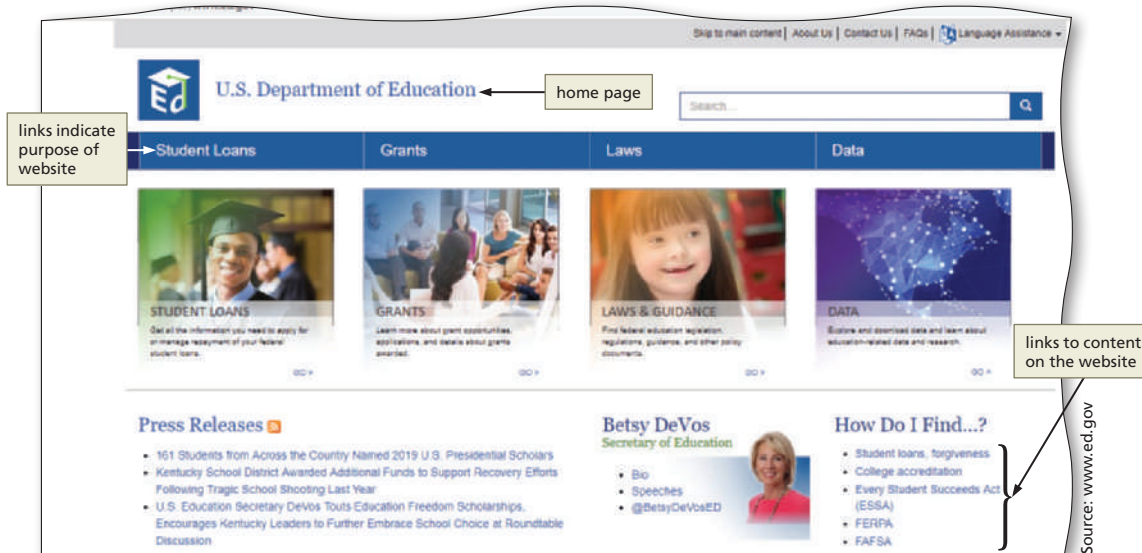 Skip to main content | About Us | Contact Us | FAQs | Language Assistance
Ed
U.S. Department of Education
home page
Search...
links indicate
purpose of
website
Student Loans
Grants
Laws
Data
STUDENT LOANS
Get all the information you need to apply for
or manage repayment of your federal
student loans.
GO >
GRANTS
Learn more about grant opportunities,
applications, and details about grants
awarded.
GO >
LAWS & GUIDANCE
Find federal education legislation,
regulations, guidance, and other policy
documents.
GO >
DATA
Explore and download data and learn about
education-related data and research.
GO >
links to content
on the website
Press Releases
• 161 Students from Across the Country Named 2019 U.S. Presidential Scholars
• Kentucky School District Awarded Additional Funds to Support Recovery Efforts
Following Tragic School Shooting Last Year
• U.S. Education Secretary DeVos Touts Education Freedom Scholarships,
Encourages Kentucky Leaders to Further Embrace School Choice at Roundtable
Discussion
Betsy DeVos
Secretary of Education
• Bio
• Speeches
• @BetsyDeVosED
How Do I Find...?
• Student loans, forgiveness
• College accreditation
• Every Student Succeeds Act
(ESSA)
• FERPA
• FAFSA
Source: www.ed.gov